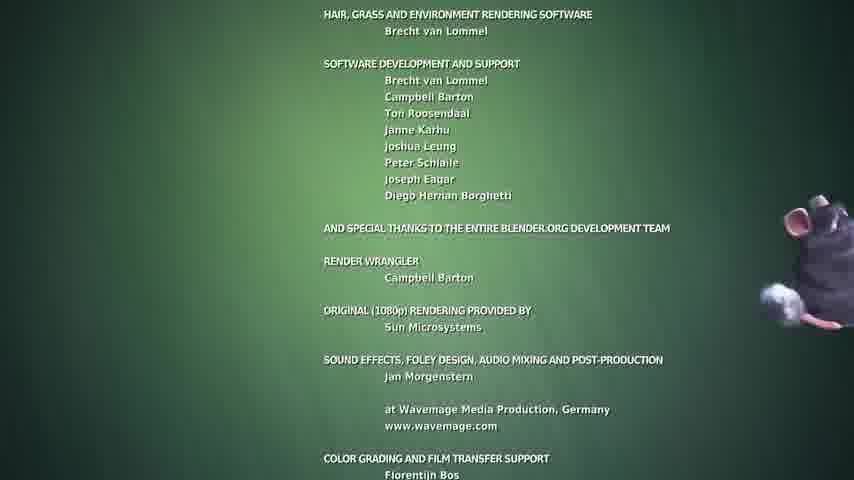 HAIR, GRASS AND ENVIRONMENT RENDERING SOFTWARE
Brecht van Lommel
SOFTWARE DEVELOPMENT AND SUPPORT
Brecht van Lommel
Campbell Barton
Ton Roosendaal
Janne Karhu
Joshua Leung
Peter Schlaile
Joseph Eagar
Diego Hernan Borghetti
AND SPECIAL THANKS TO THE ENTIRE BLENDER.ORG DEVELOPMENT TEAM
RENDER WRANGLER
Campbell Barton
ORIGINAL (1080p) RENDERING PROVIDED BY
Sun Microsystems
SOUND EFFECTS, FOLEY DESIGN, AUDIO MIXING AND POST-PRODUCTION
Jan Morgenstern
at Wavemage Media Production, Germany
www.wavemage.com
COLOR GRADING AND FILM TRANSFER SUPPORT
Florentijn Bos